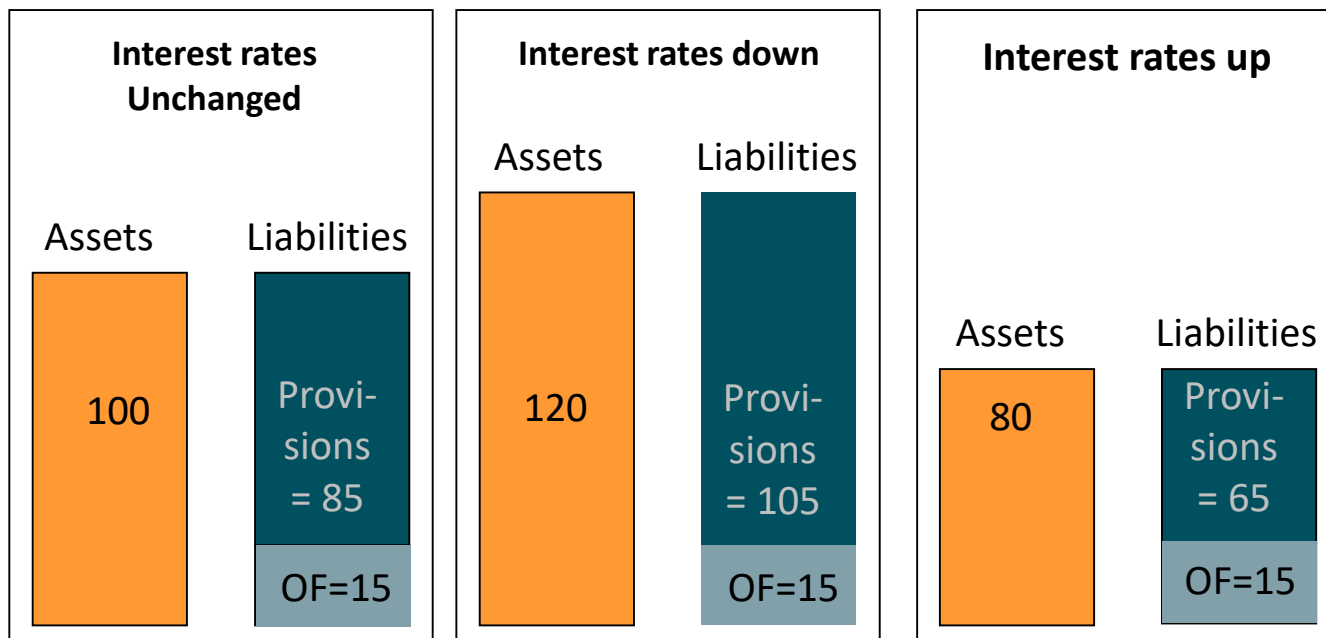 Interest rates
Unchanged
Assets
Liabilities
100
Provi-
sions
= 85
OF=15
Interest rates down
Assets
Liabilities
120
Provi-
sions
= 105
OF=15
Interest rates up
Assets
Liabilities
80
Provi-
sions
= 65
OF=15